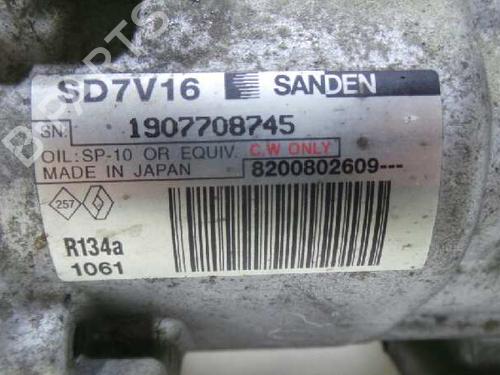 SD7V16 SANDEN
SN: 1907708745
OIL:SP-10 OR EQUIV. C.W ONLY
MADE IN JAPAN 8200802609---
257
R134a
1061
B-PARTS